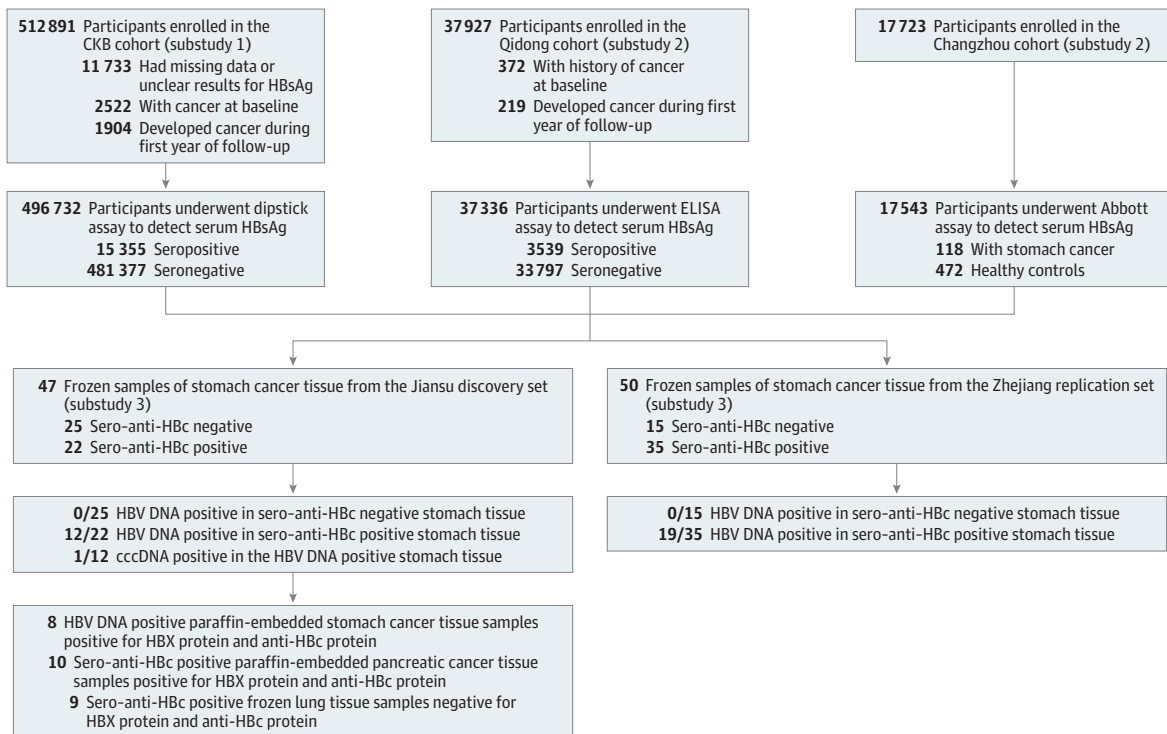 512 891 Participants enrolled in the
CKB cohort (substudy 1)
11 733 Had missing data or
unclear results for HBsAg
2522 With cancer at baseline
1904 Developed cancer during
first year of follow-up
37 927 Participants enrolled in the
Qidong cohort (substudy 2)
372 With history of cancer
at baseline
219 Developed cancer during first
year of follow-up
17 723 Participants enrolled in the
Changzhou cohort (substudy 2)
496 732 Participants underwent dipstick
assay to detect serum HBsAg
15 355 Seropositive
481 377 Seronegative
37 336 Participants underwent ELISA
assay to detect serum HBsAg
3539 Seropositive
33 797 Seronegative
17 543 Participants underwent Abbott
assay to detect serum HBsAg
118 With stomach cancer
472 Healthy controls
47 Frozen samples of stomach cancer tissue from the Jiansu discovery set
(substudy 3)
25 Sero-anti-HBc negative
22 Sero-anti-HBc positive
50 Frozen samples of stomach cancer tissue from the Zhejiang replication set
(substudy 3)
15 Sero-anti-HBc negative
35 Sero-anti-HBc positive
0/25 HBV DNA positive in sero-anti-HBc negative stomach tissue
12/22 HBV DNA positive in sero-anti-HBc positive stomach tissue
1/12 cccDNA positive in the HBV DNA positive stomach tissue
0/15 HBV DNA positive in sero-anti-HBc negative stomach tissue
19/35 HBV DNA positive in sero-anti-HBc positive stomach tissue
8 HBV DNA positive paraffin-embedded stomach cancer tissue samples
positive for HBX protein and anti-HBc protein
10 Sero-anti-HBc positive paraffin-embedded pancreatic cancer tissue
samples positive for HBX protein and anti-HBc protein
9 Sero-anti-HBc positive frozen lung tissue samples negative for
HBX protein and anti-HBc protein